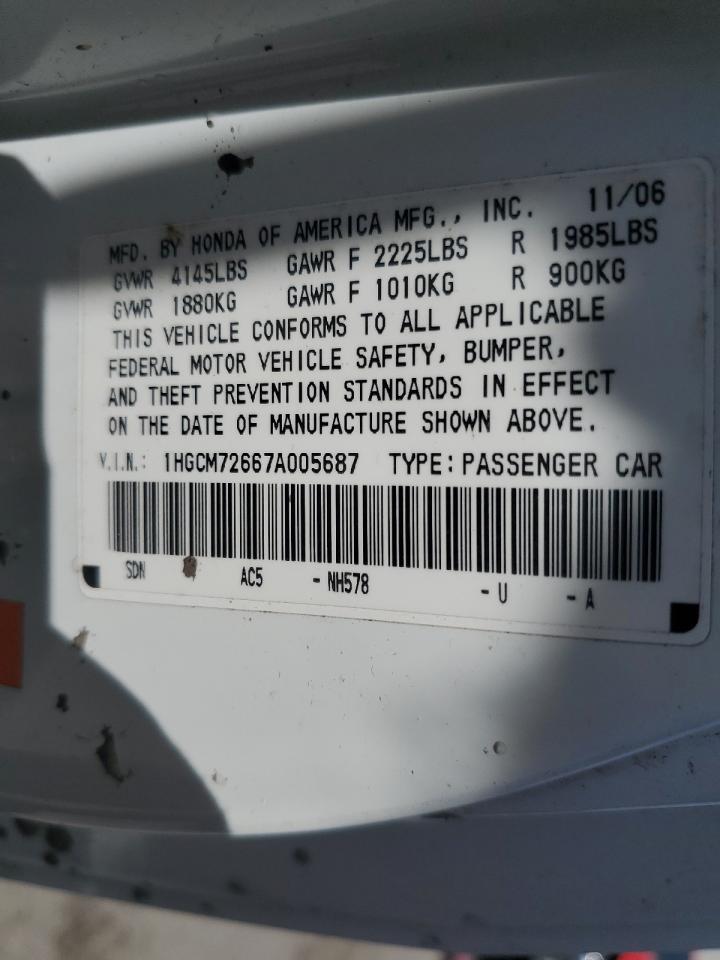 MFD. BY HONDA OF AMERICA MFG., INC. 11/06
GVWR 4145LBS GAWR F 2225LBS R 1985LBS
GVWR 1880KG GAWR F 1010KG R 900KG
THIS VEHICLE CONFORMS TO ALL APPLICABLE
FEDERAL MOTOR VEHICLE SAFETY, BUMPER,
AND THEFT PREVENTION STANDARDS IN EFFECT
ON THE DATE OF MANUFACTURE SHOWN ABOVE.
V.I.N.: 1HGCM72667A005687 TYPE: PASSENGER CAR
SDN AC5 - NH578 - U - A